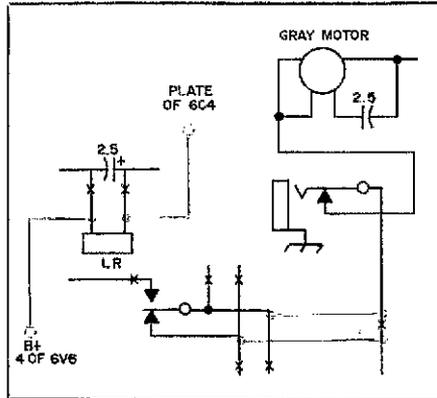 GRAY MOTOR
2.5
PLATE
OF 6C4
2.5
+
LR
B+
4 OF 6V6